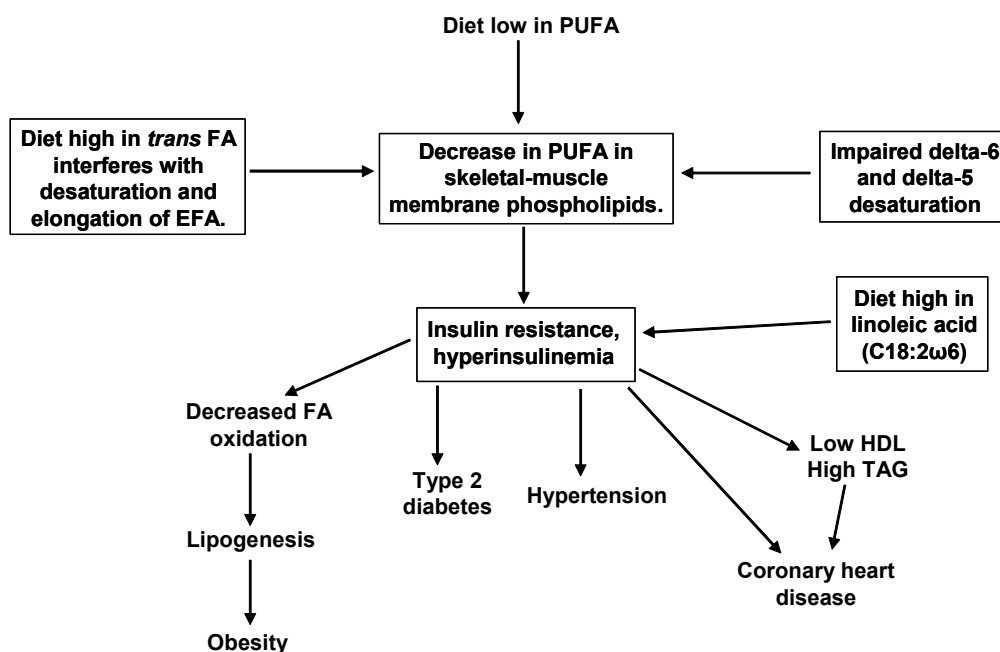 Diet low in PUFA
Diet high in trans FA
interferes with
desaturation and
elongation of EFA.
Decrease in PUFA in
skeletal-muscle
membrane phospholipids.
Impaired delta-6
and delta-5
desaturation
Insulin resistance,
hyperinsulinemia
Diet high in
linoleic acid
(C18:2ω6)
Decreased FA
oxidation
Lipogenesis
Obesity
Type 2
diabetes
Hypertension
Low HDL
High TAG
Coronary heart
disease